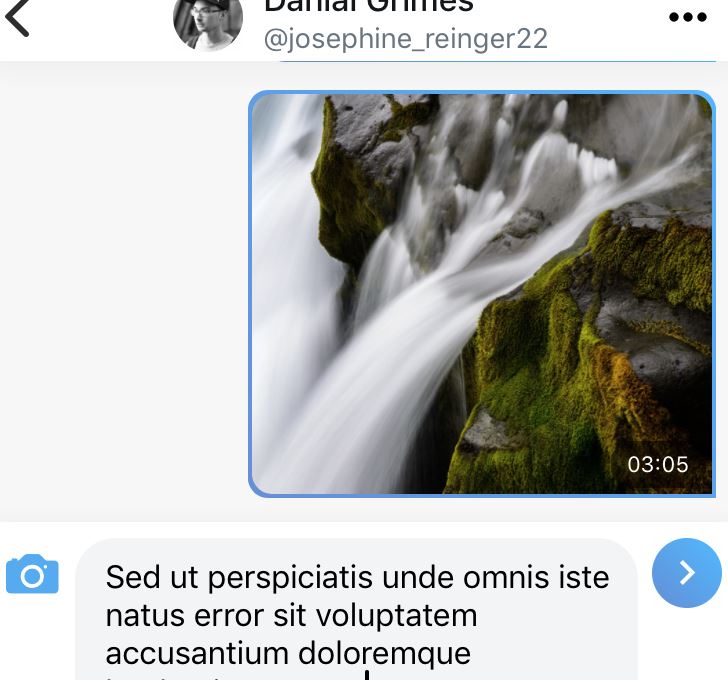 Danial Grimes
@josephine_reinger22
03:05
Sed ut perspiciatis unde omnis iste
natus error sit voluptatem
accusantium doloremque